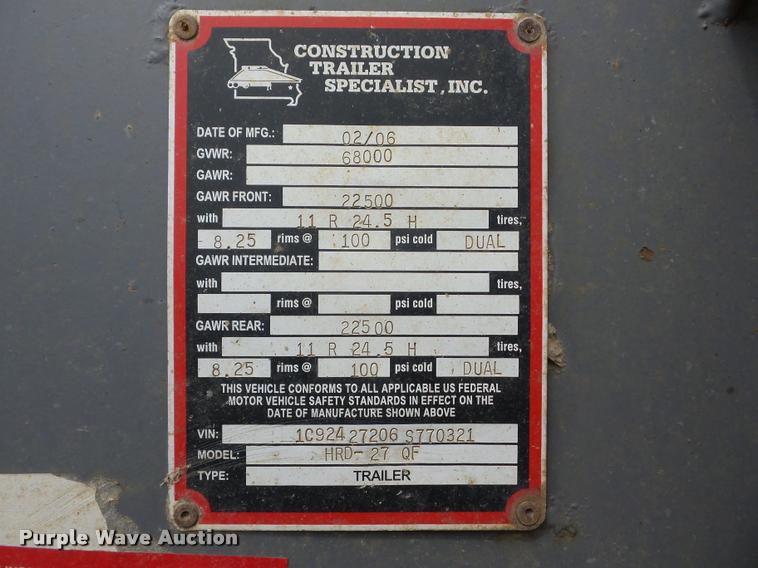 CONSTRUCTION
TRAILER
SPECIALIST, INC.
DATE OF MFG.: 02/06
GVWR: 68000
GAWR:
GAWR FRONT: 22500
with 11 R 24.5 H tires,
8.25 rims @ 100 psi cold DUAL
GAWR INTERMEDIATE:
with tires,
rims @ psi cold
GAWR REAR: 22500
with 11 R 24.5 H tires,
8.25 rims @ 100 psi cold DUAL
THIS VEHICLE CONFORMS TO ALL APPLICABLE US FEDERAL
MOTOR VEHICLE SAFETY STANDARDS IN EFFECT ON THE
DATE OF MANUFACTURE SHOWN ABOVE
VIN: 1C92427206S770321
MODEL: HRD-27 QF
TYPE: TRAILER
Purple Wave Auction